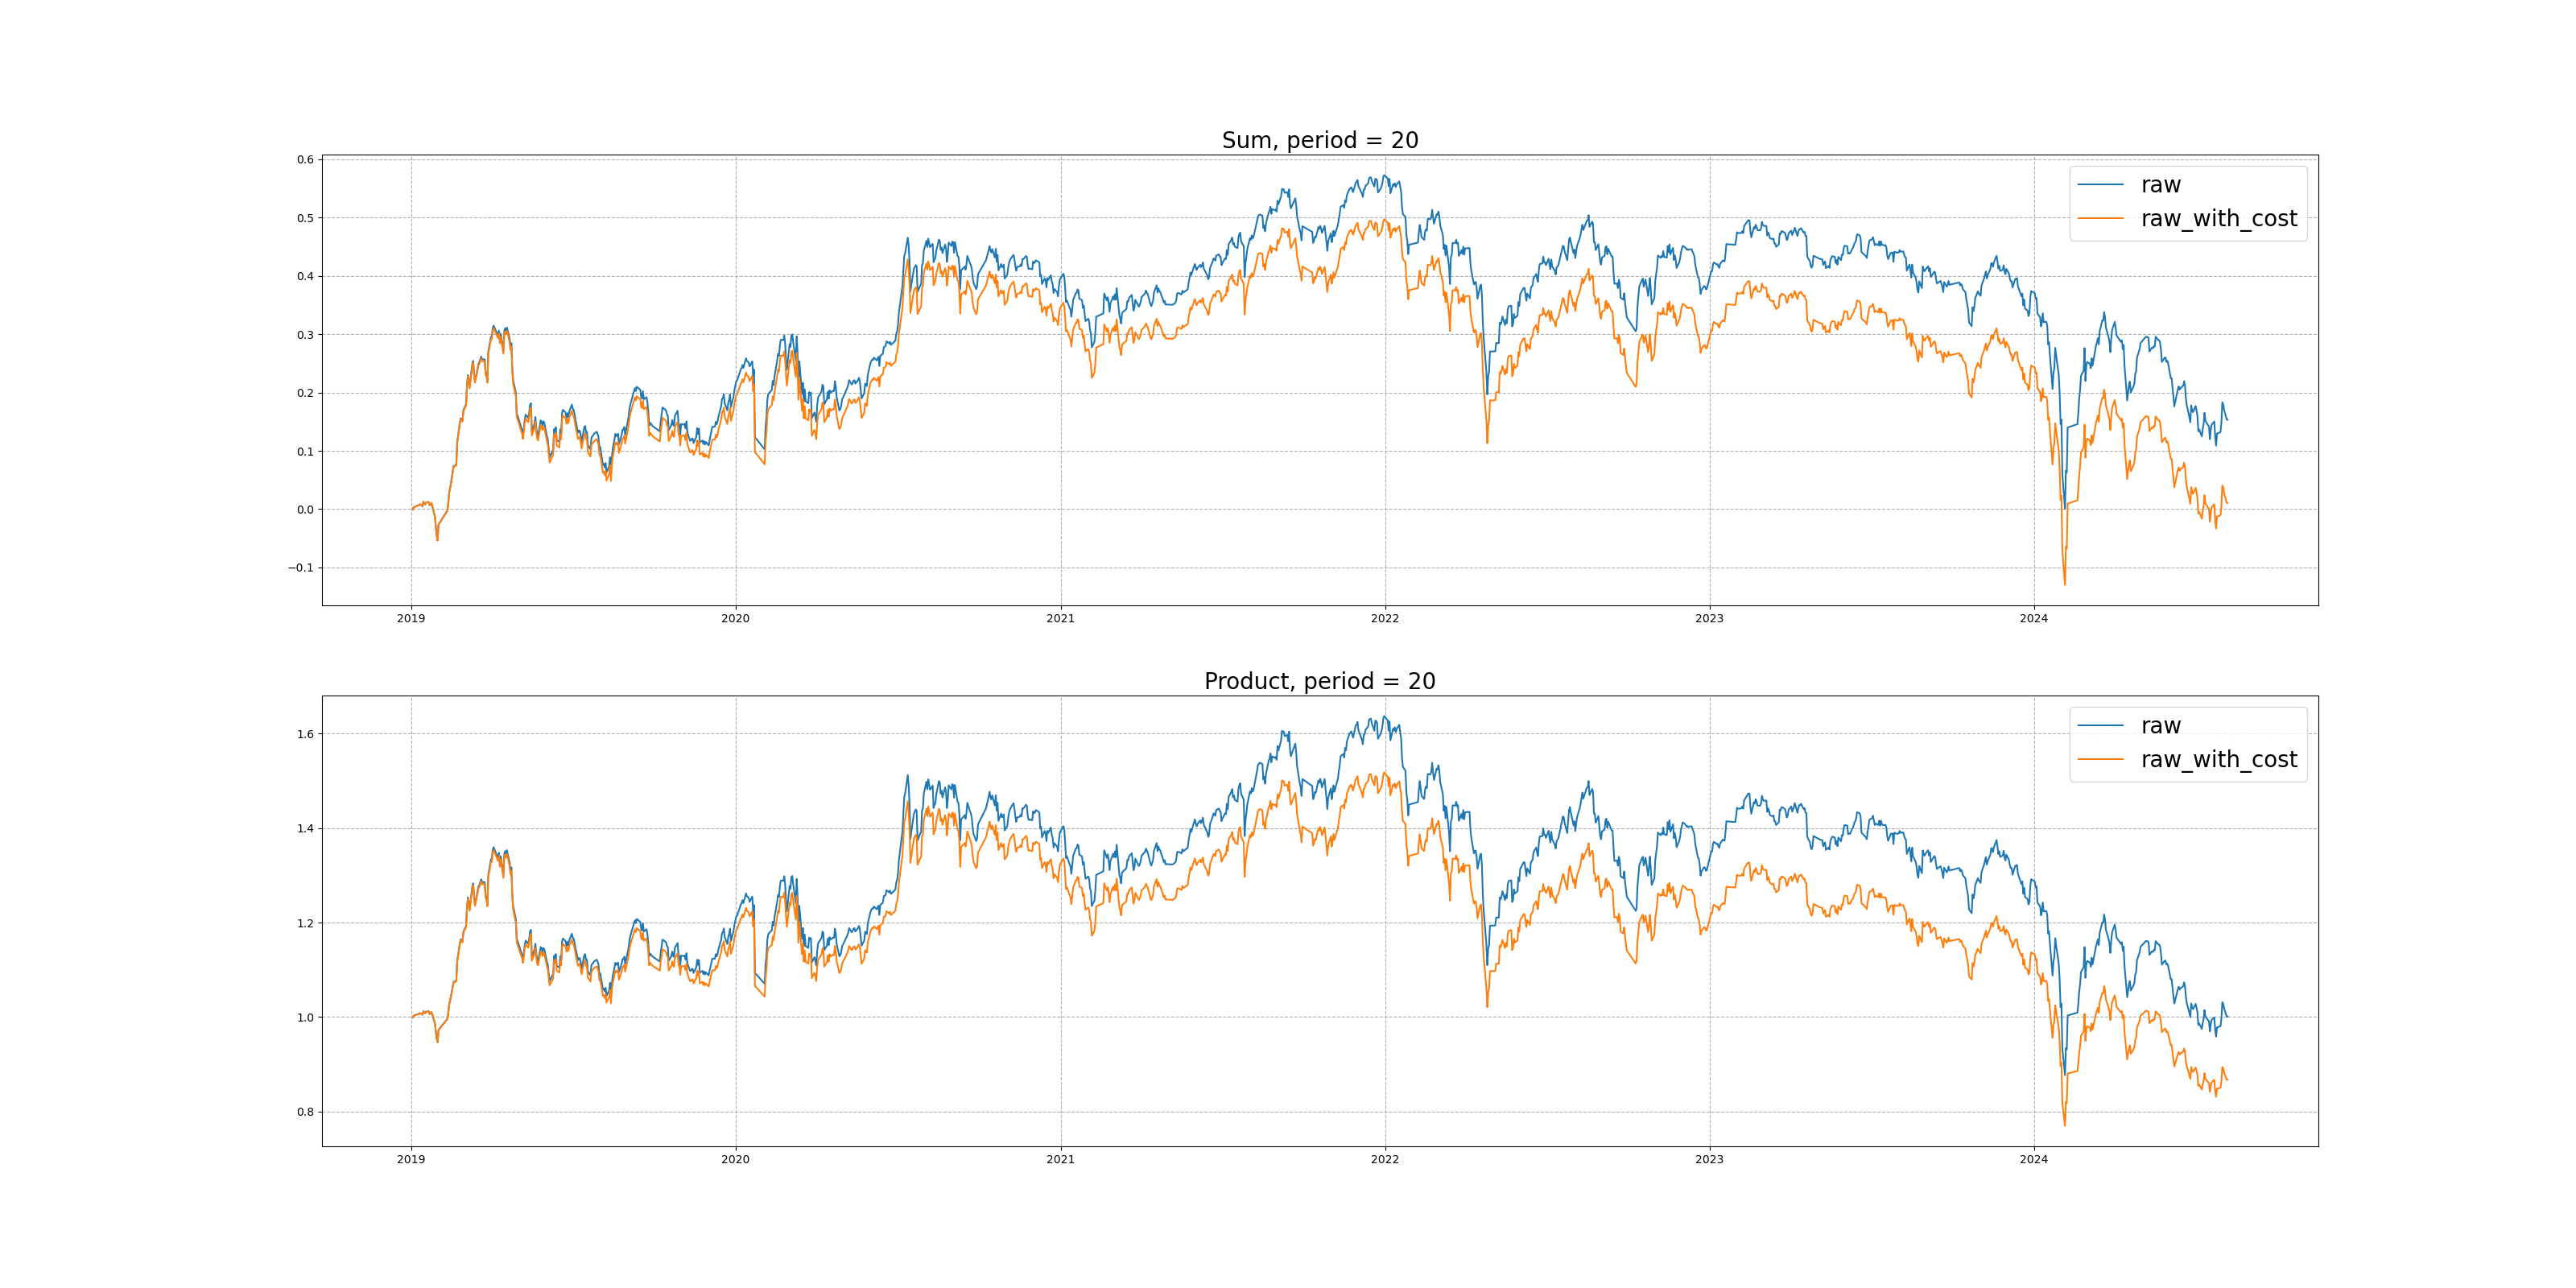 Sum, period = 20
0.6
0.5
0.4
0.3
0.2
0.1
0.0
−0.1
raw
raw_with_cost
2019 2020 2021 2022 2023 2024
Product, period = 20
1.6
1.4
1.2
1.0
0.8
raw
raw_with_cost
2019 2020 2021 2022 2023 2024